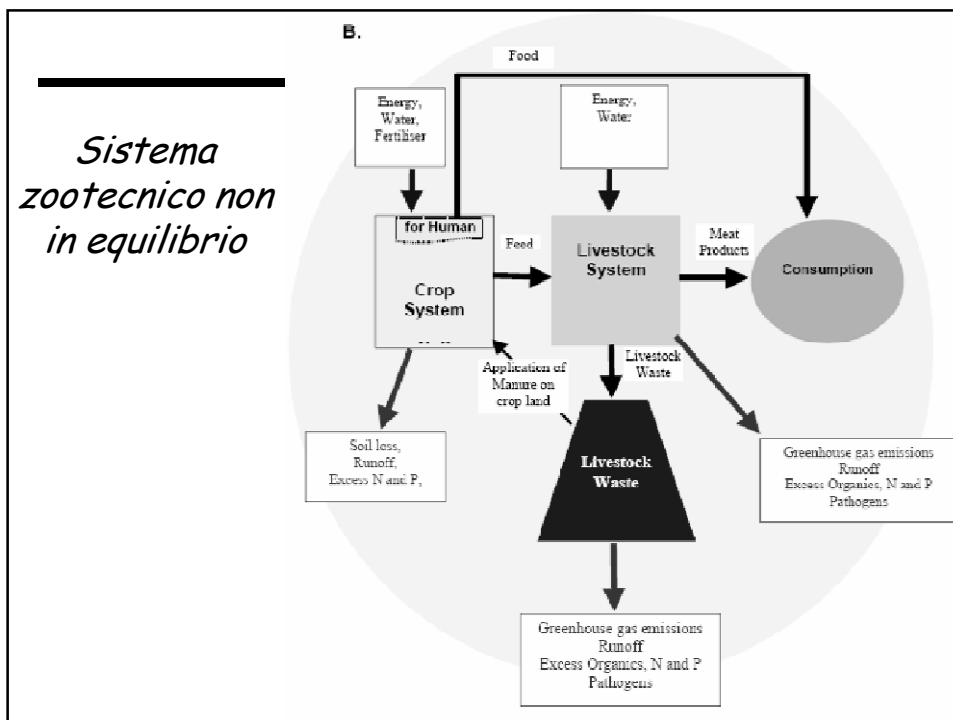 Sistema
zootecnico non
in equilibrio
B.
Food
Energy,
Water,
Fertiliser
Energy,
Water
for Human
Feed
Livestock
System
Meat
Products
Consumption
Crop
System
Application of
Manure on
crop land
Livestock
Waste
Soil loss,
Runoff,
Excess N and P,
Livestock
Waste
Greenhouse gas emissions
Runoff
Excess Organics, N and P
Pathogens
Greenhouse gas emissions
Runoff
Excess Organics, N and P
Pathogens